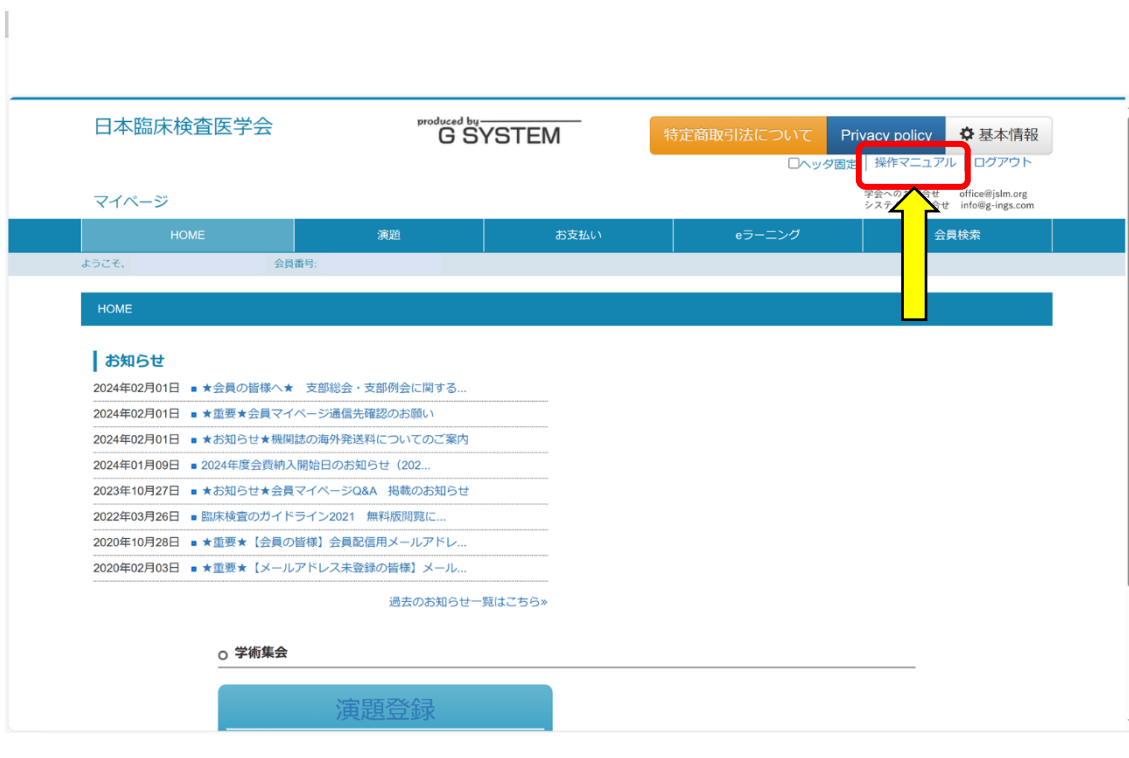 日本臨床検査医学会
produced by
G SYSTEM
特定商取引法について
Privacy policy
基本情報
ヘッダ固定
操作マニュアル
ログアウト
マイページ
office@jslm.org
info@g-ings.com
HOME
演題
お支払い
eラーニング
会員検索
ようこそ、
会員番号:
HOME
お知らせ
2024年02月01日 ■ ★会員の皆様へ★　支部総会・支部例会に関する...
2024年02月01日 ■ ★重要★会員マイページ通信先確認のお願い
2024年02月01日 ■ ★お知らせ★機関誌の海外発送料についてのご案内
2024年01月09日 ■ 2024年度会費納入開始日のお知らせ（202...
2023年10月27日 ■ ★お知らせ★会員マイページQ&A　掲載のお知らせ
2022年03月26日 ■ 臨床検査のガイドライン2021　無料版閲覧に...
2020年10月28日 ■ ★重要★【会員の皆様】会員配信用メールアドレ...
2020年02月03日 ■ ★重要★【メールアドレス未登録の皆様】メール...
過去のお知らせ一覧はこちら»
学術集会
演題登録